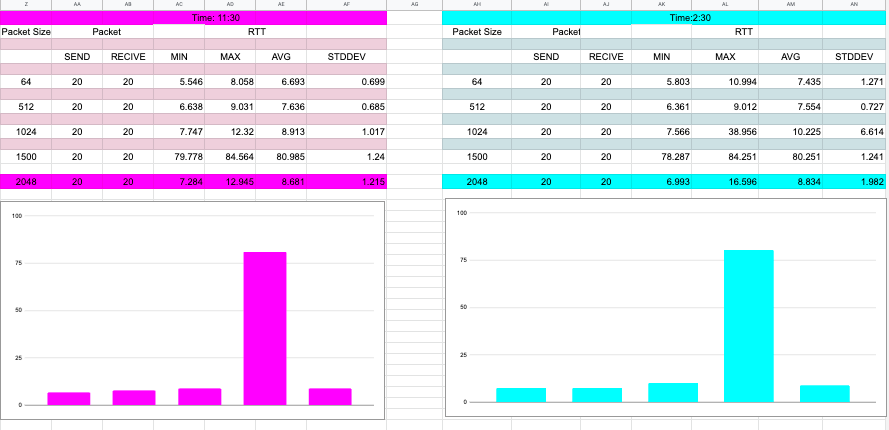 Z AA AB AC AD AE AF AG AH AI AJ AK AL AM AN
Time: 11:30
Packet Size Packet RTT
SEND RECIVE MIN MAX AVG STDDEV
64 20 20 5.546 8.058 6.693 0.699
512 20 20 6.638 9.031 7.636 0.685
1024 20 20 7.747 12.32 8.913 1.017
1500 20 20 79.778 84.564 80.985 1.24
2048 20 20 7.284 12.945 8.681 1.215
100
75
50
25
0
Time:2:30
Packet Size Packet RTT
SEND RECIVE MIN MAX AVG STDDEV
64 20 20 5.803 10.994 7.435 1.271
512 20 20 6.361 9.012 7.554 0.727
1024 20 20 7.566 38.956 10.225 6.614
1500 20 20 78.287 84.251 80.251 1.241
2048 20 20 6.993 16.596 8.834 1.982
100
75
50
25
0